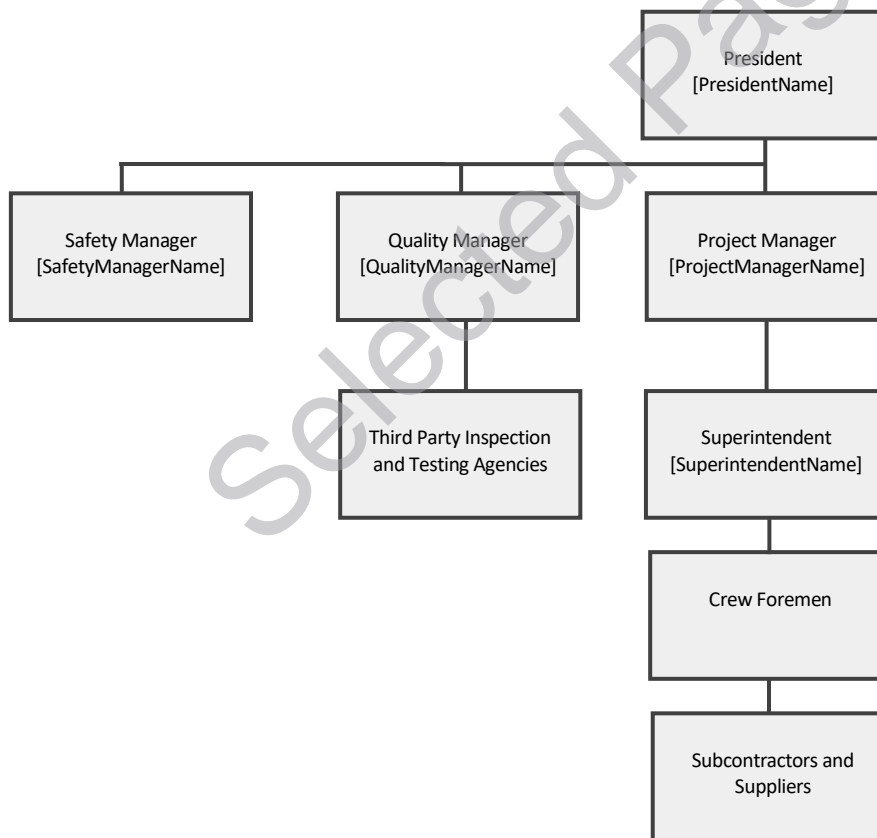 President
[PresidentName]
Safety Manager
[SafetyManagerName]
Quality Manager
[QualityManagerName]
Project Manager
[ProjectManagerName]
Third Party Inspection
and Testing Agencies
Superintendent
[SuperintendentName]
Crew Foremen
Subcontractors and
Suppliers
Selected Pag